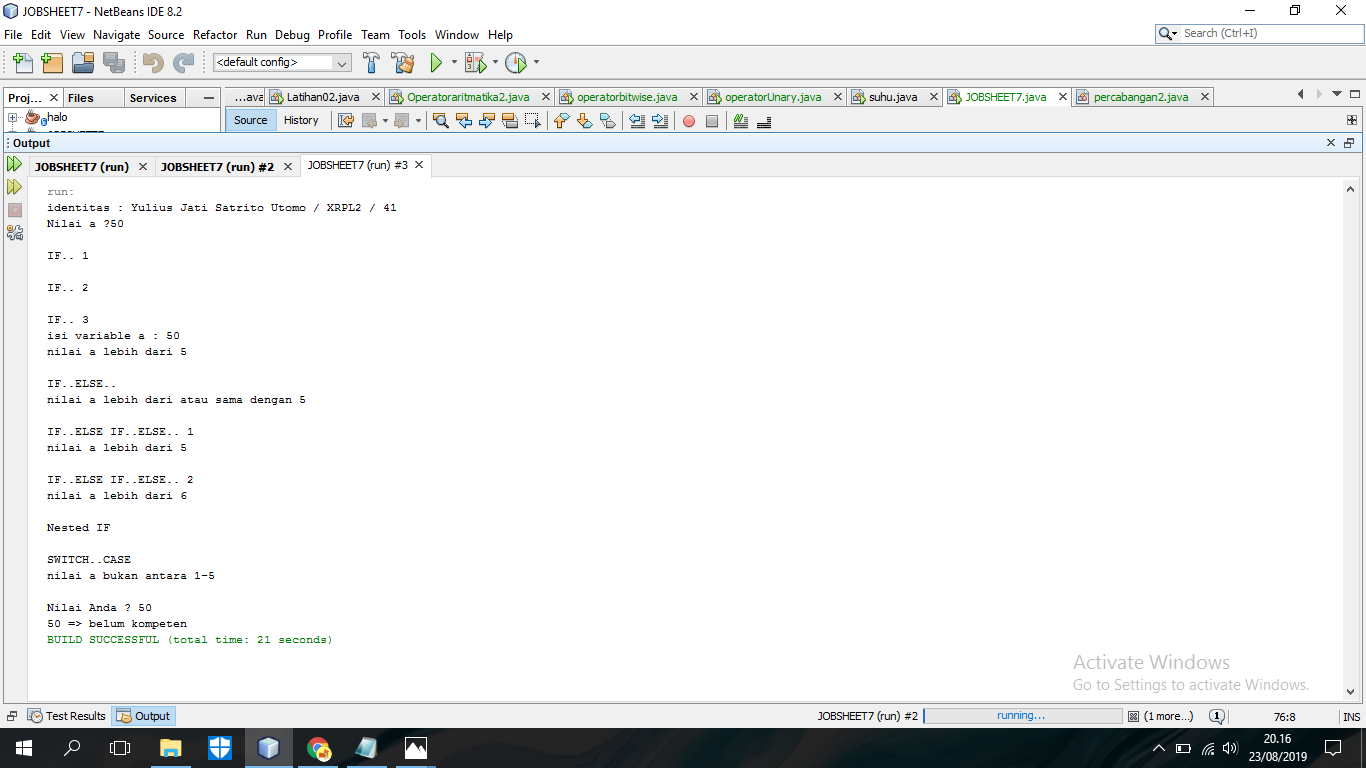 JOBSHEET7 - NetBeans IDE 8.2
File Edit View Navigate Source Refactor Run Debug Profile Team Tools Window Help
Search (Ctrl+I)
<default config>
Proj... Files Services
...ava Latihan02.java Operatoraritmatika2.java operatorbitwise.java operatorUnary.java suhu.java JOBSHEET7.java percabangan2.java
halo
Source History
Output
JOBSHEET7 (run) JOBSHEET7 (run) #2 JOBSHEET7 (run) #3
run:
identitas : Yulius Jati Satrito Utomo / XRPL2 / 41
Nilai a ?50
IF.. 1
IF.. 2
IF.. 3
isi variable a : 50
nilai a lebih dari 5
IF..ELSE..
nilai a lebih dari atau sama dengan 5
IF..ELSE IF..ELSE.. 1
nilai a lebih dari 5
IF..ELSE IF..ELSE.. 2
nilai a lebih dari 6
Nested IF
SWITCH..CASE
nilai a bukan antara 1-5
Nilai Anda ? 50
50 => belum kompeten
BUILD SUCCESSFUL (total time: 21 seconds)
Activate Windows
Go to Settings to activate Windows.
Test Results Output
JOBSHEET7 (run) #2 running... (1 more...) 1 76:8 INS
20.16
23/08/2019